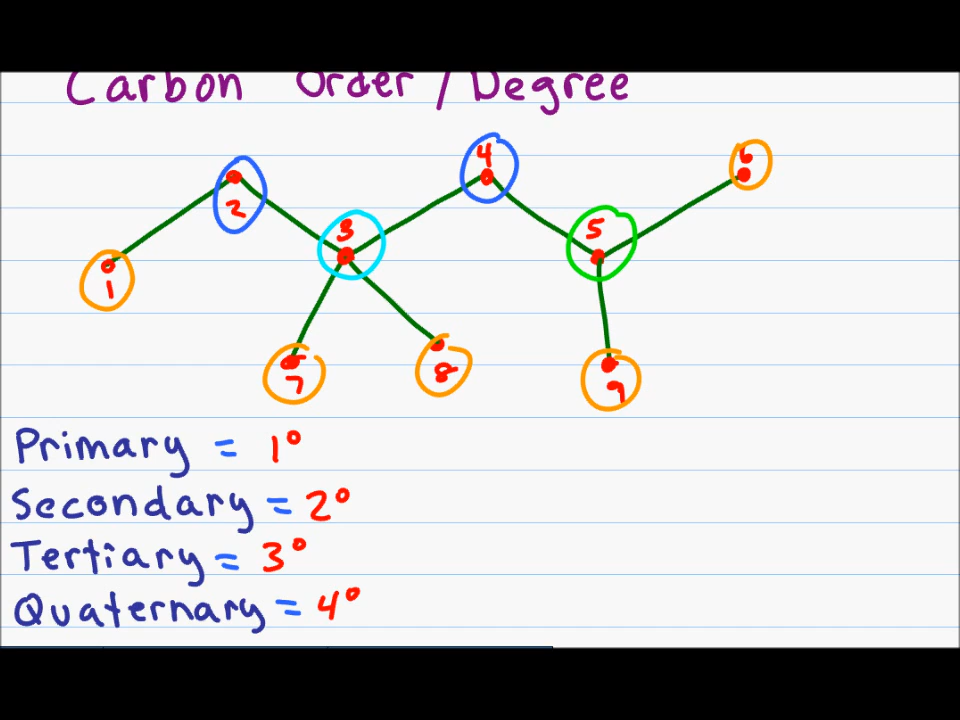 Carbon Order / Degree
6
4
2
3
5
1
7
8
9
Primary = 1°
Secondary = 2°
Tertiary = 3°
Quaternary = 4°